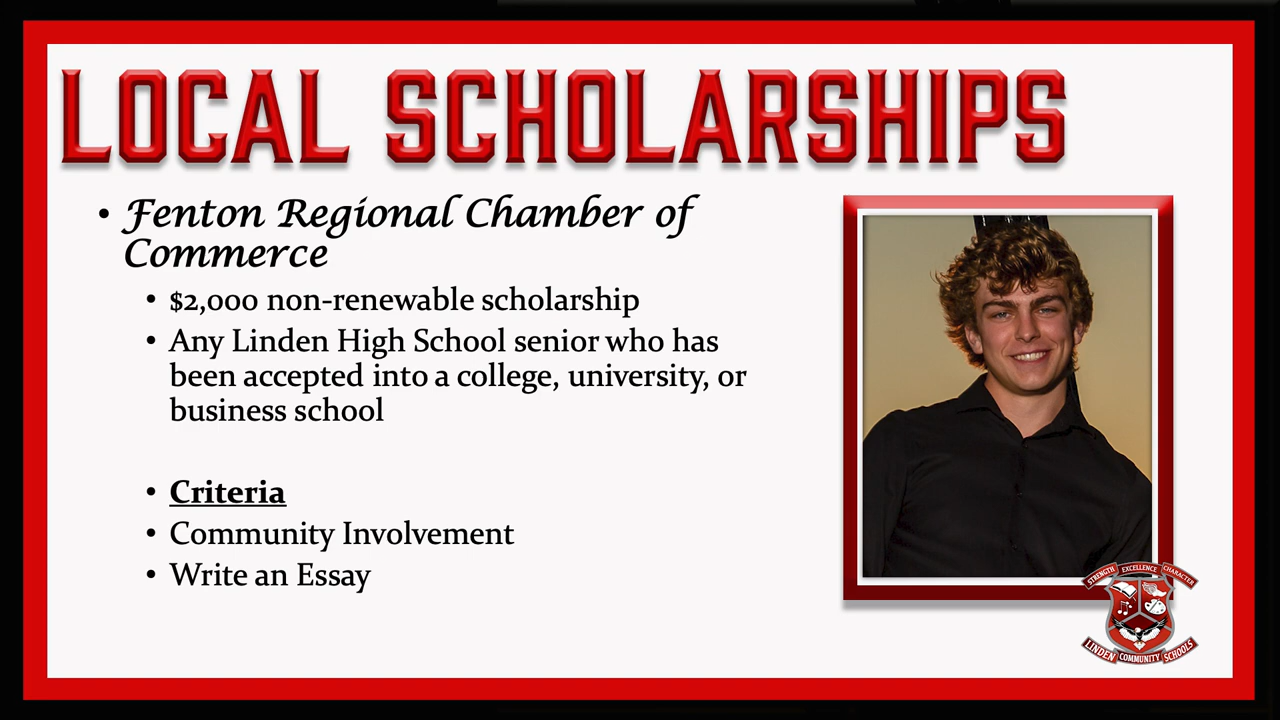 LOCAL SCHOLARSHIPS
• Fenton Regional Chamber of
Commerce
• $2,000 non-renewable scholarship
• Any Linden High School senior who has
been accepted into a college, university, or
business school
• Criteria
• Community Involvement
• Write an Essay
STRENGTH EXCELLENCE CHARACTER
LINDEN COMMUNITY SCHOOLS